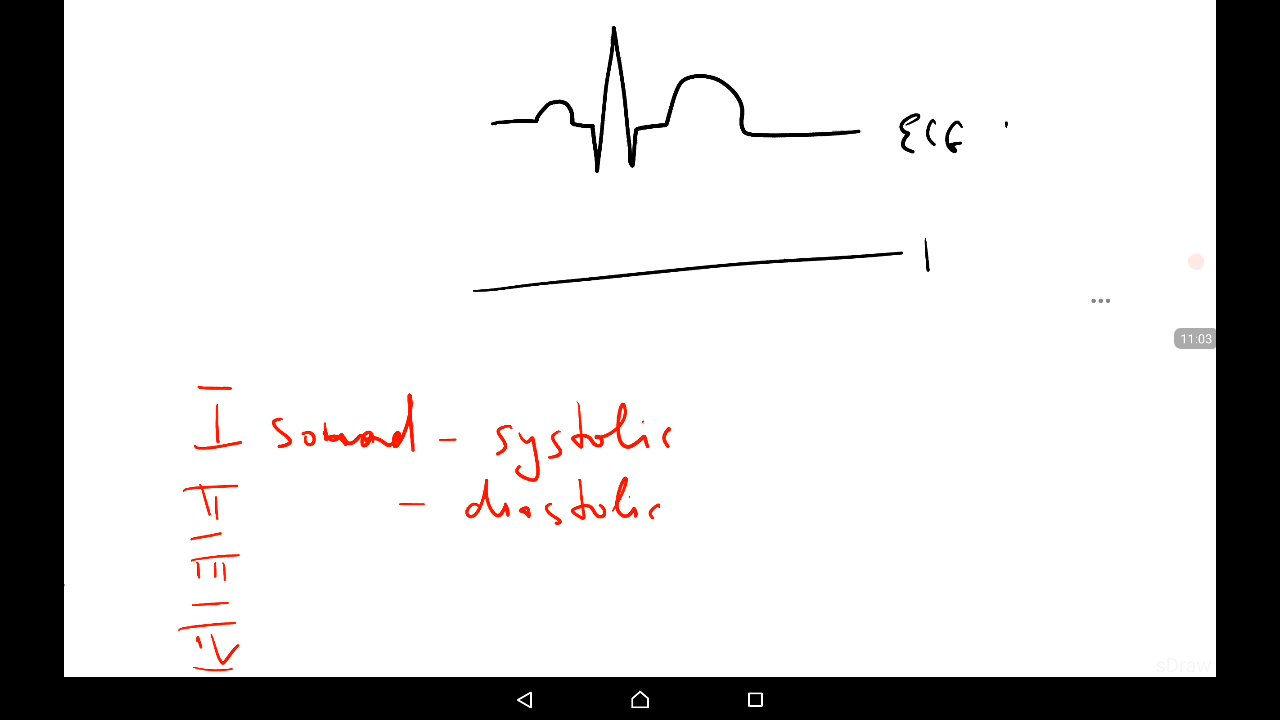 ECG
I
11:03
I sound - systolic
II - diastolic
III
IV
sDraw